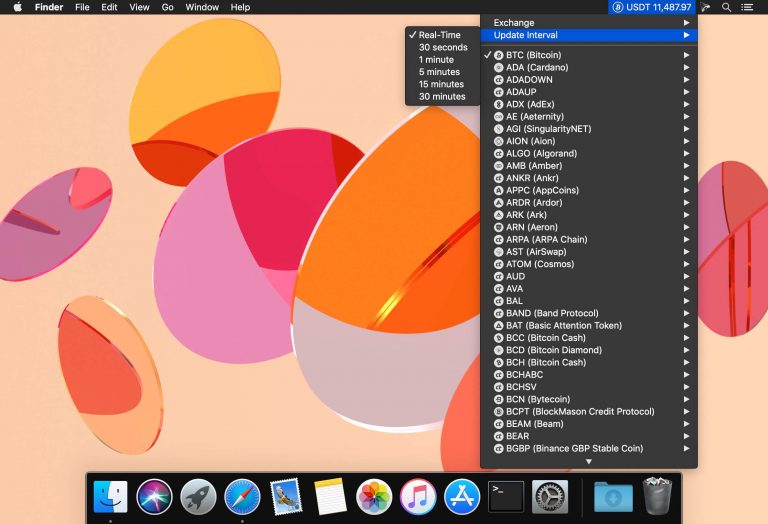 Finder File Edit View Go Window Help USDT 11,487.97
Exchange
Update Interval
Real-Time
30 seconds
1 minute
5 minutes
15 minutes
30 minutes
BTC (Bitcoin)
ADA (Cardano)
ADADOWN
ADAUP
ADX (AdEx)
AE (Aeternity)
AGI (SingularityNET)
AION (Aion)
ALGO (Algorand)
AMB (Amber)
ANKR (Ankr)
APPC (AppCoins)
ARDR (Ardor)
ARK (Ark)
ARN (Aeron)
ARPA (ARPA Chain)
AST (AirSwap)
ATOM (Cosmos)
AUD
AVA
BAL
BAND (Band Protocol)
BAT (Basic Attention Token)
BCC (Bitcoin Cash)
BCD (Bitcoin Diamond)
BCH (Bitcoin Cash)
BCHABC
BCHSV
BCN (Bytecoin)
BCPT (BlockMason Credit Protocol)
BEAM (Beam)
BEAR
BGBP (Binance GBP Stable Coin)
>_